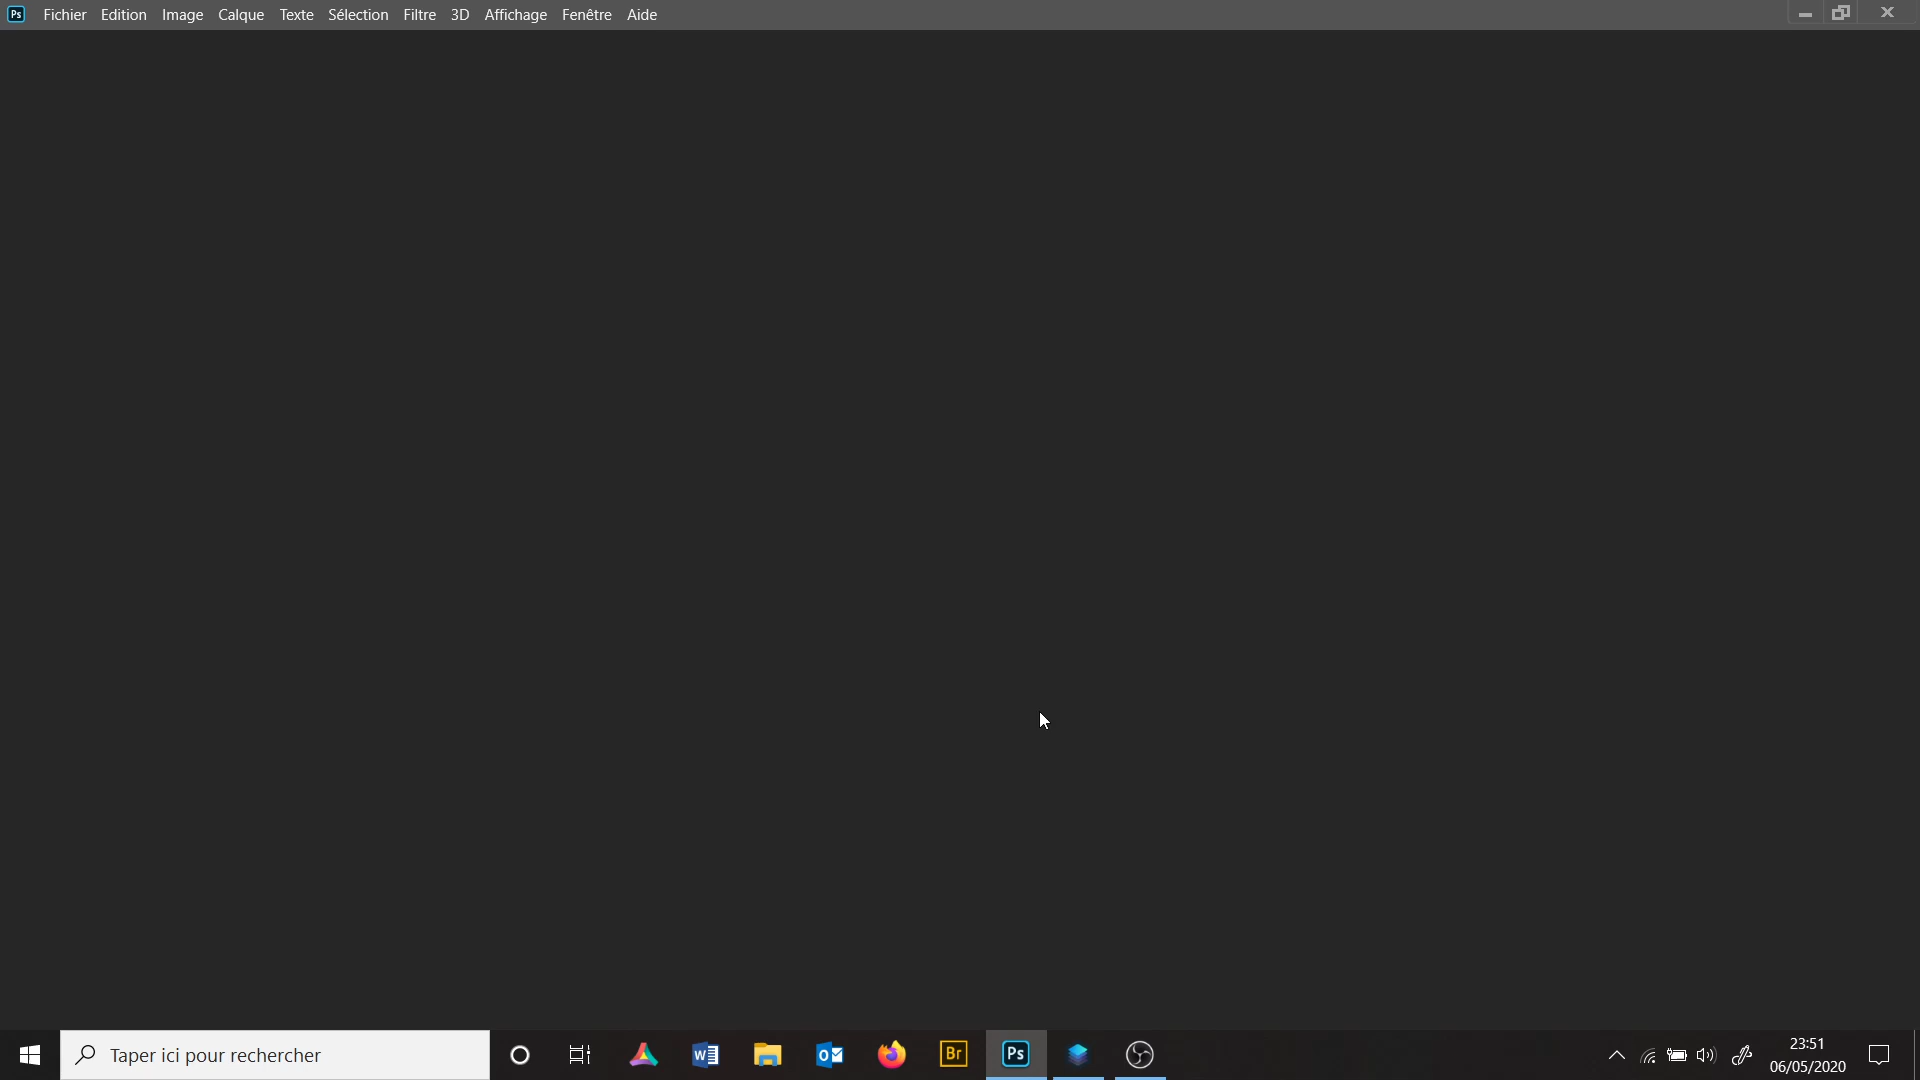 Ps Fichier Edition Image Calque Texte Sélection Filtre 3D Affichage Fenêtre Aide
Taper ici pour rechercher
Br
Ps
23:51
06/05/2020